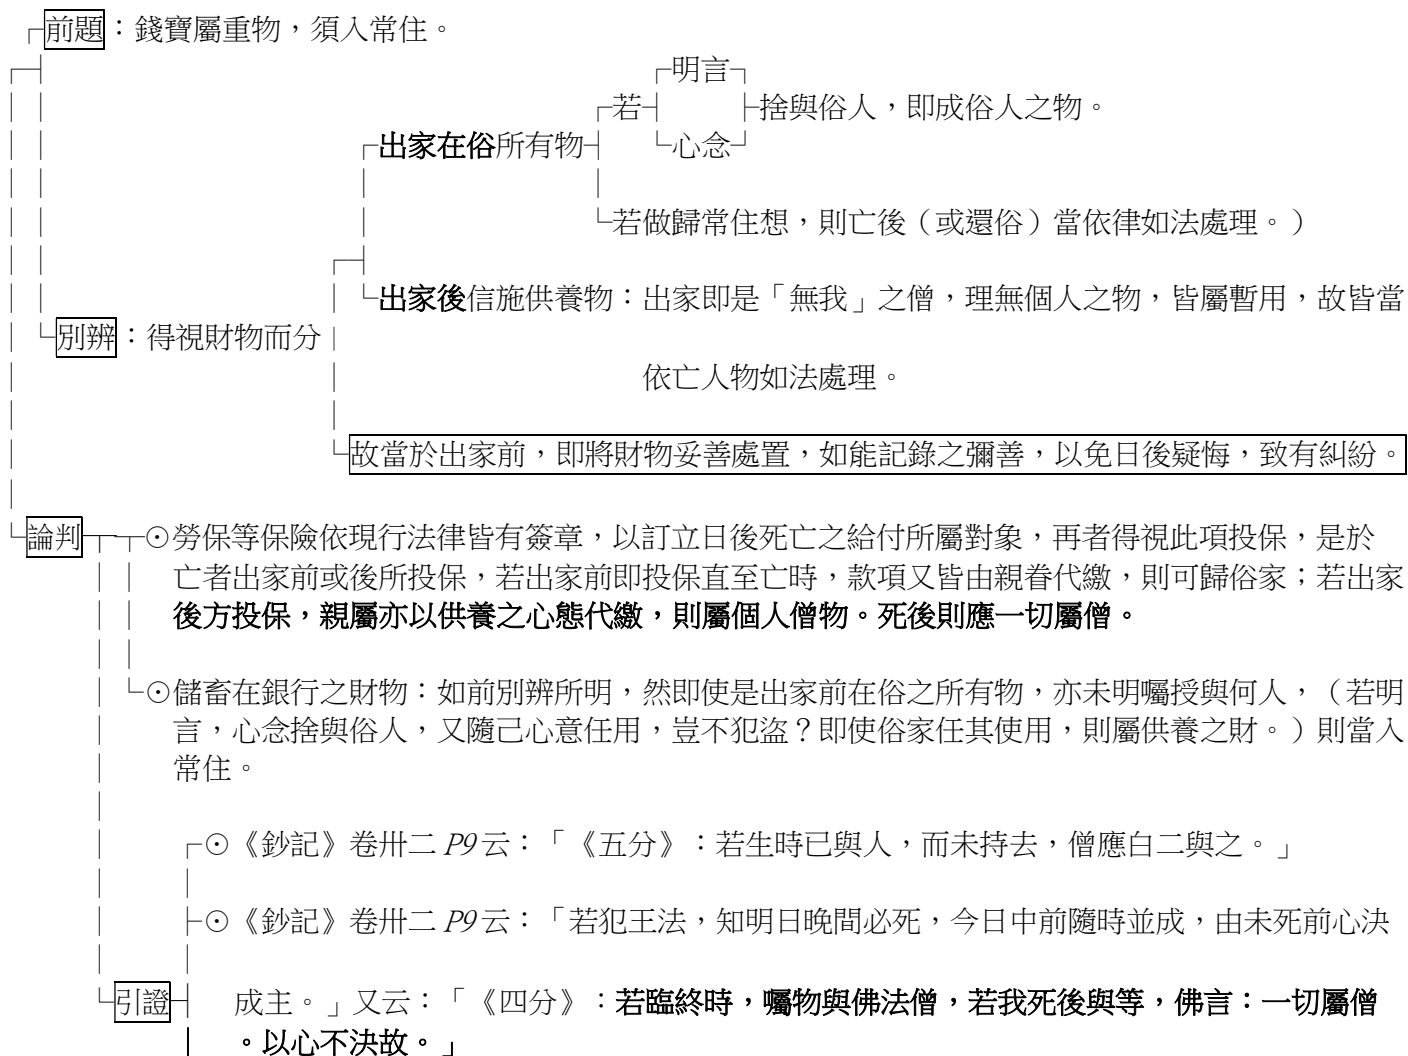 前題：錢寶屬重物，須入常住。
明言
若 捨與俗人，即成俗人之物。
出家在俗所有物 心念
若做歸常住想，則亡後（或還俗）當依律如法處理。）
出家後信施供養物：出家即是「無我」之僧，理無個人之物，皆屬暫用，故皆當
別辨：得視財物而分
依亡人物如法處理。
故當於出家前，即將財物妥善處置，如能記錄之彌善，以免日後疑悔，致有糾紛。
論判 ⊙勞保等保險依現行法律皆有簽章，以訂立日後死亡之給付所屬對象，再者得視此項投保，是於
亡者出家前或後所投保，若出家前即投保直至亡時，款項又皆由親眷代繳，則可歸俗家；若出家
後方投保，親屬亦以供養之心態代繳，則屬個人僧物。死後則應一切屬僧。
⊙儲畜在銀行之財物：如前別辨所明，然即使是出家前在俗之所有物，亦未明囑授與何人，（若明
言，心念捨與俗人，又隨己心意任用，豈不犯盜？即使俗家任其使用，則屬供養之財。）則當入
常住。
⊙《鈔記》卷卅二 P9 云：「《五分》：若生時已與人，而未持去，僧應白二與之。」
⊙《鈔記》卷卅二 P9 云：「若犯王法，知明日晚間必死，今日中前隨時並成，由未死前心決
引證 成主。」又云：「《四分》：若臨終時，囑物與佛法僧，若我死後與等，佛言：一切屬僧
。以心不決故。」